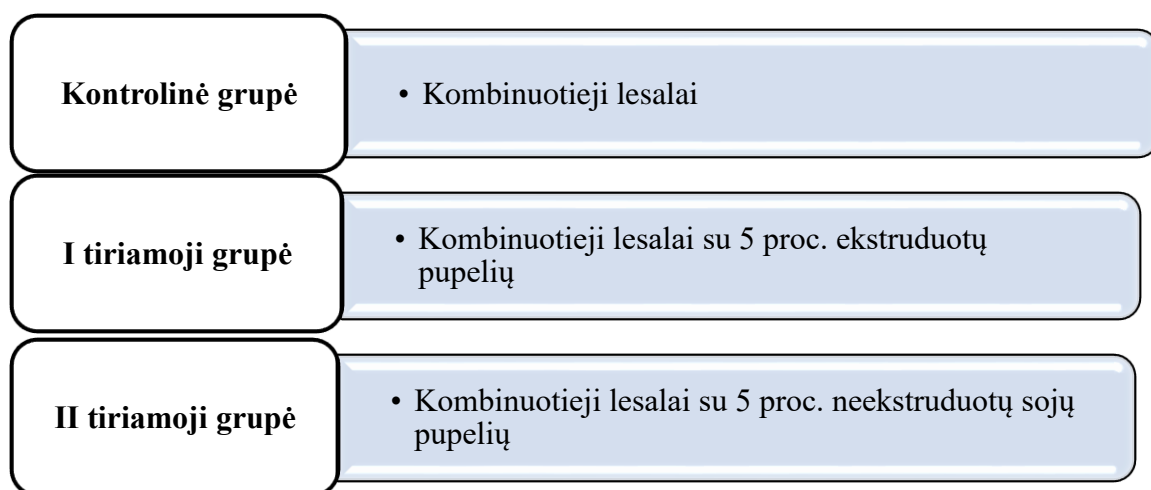 Kontrolinė grupė
• Kombinuotieji lesalai
I tiriamoji grupė
• Kombinuotieji lesalai su 5 proc. ekstruduotų
pupelių
II tiriamoji grupė
• Kombinuotieji lesalai su 5 proc. neekstruduotų sojų
pupelių